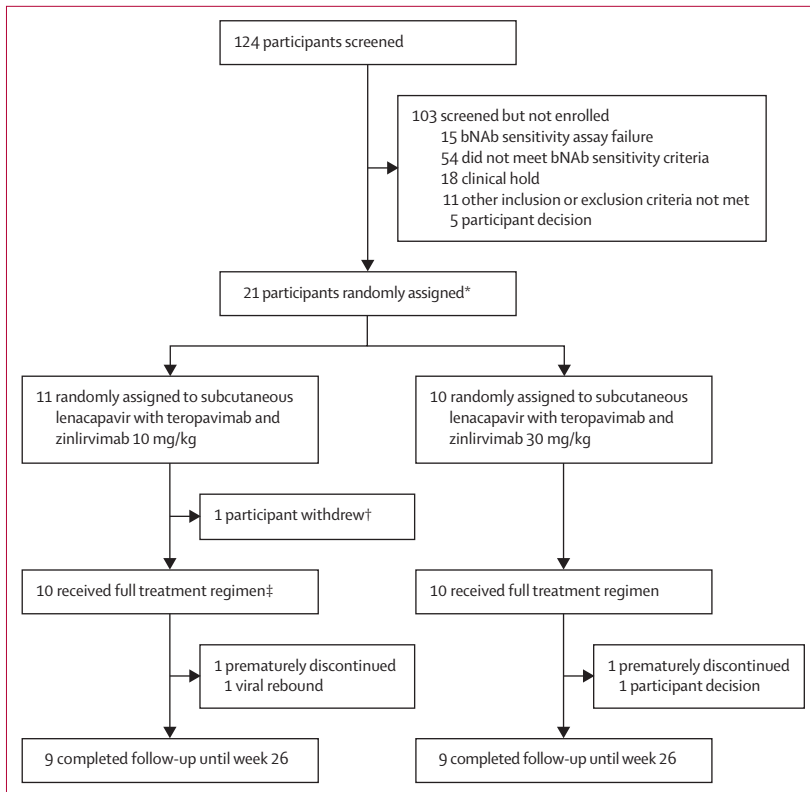 124 participants screened
103 screened but not enrolled
15 bNAb sensitivity assay failure
54 did not meet bNAb sensitivity criteria
18 clinical hold
11 other inclusion or exclusion criteria not met
5 participant decision
21 participants randomly assigned*
11 randomly assigned to subcutaneous
lenacapavir with teropavimab and
zinlirvimab 10 mg/kg
10 randomly assigned to subcutaneous
lenacapavir with teropavimab and
zinlirvimab 30 mg/kg
1 participant withdrew†
10 received full treatment regimen‡
10 received full treatment regimen
1 prematurely discontinued
1 viral rebound
1 prematurely discontinued
1 participant decision
9 completed follow-up until week 26
9 completed follow-up until week 26